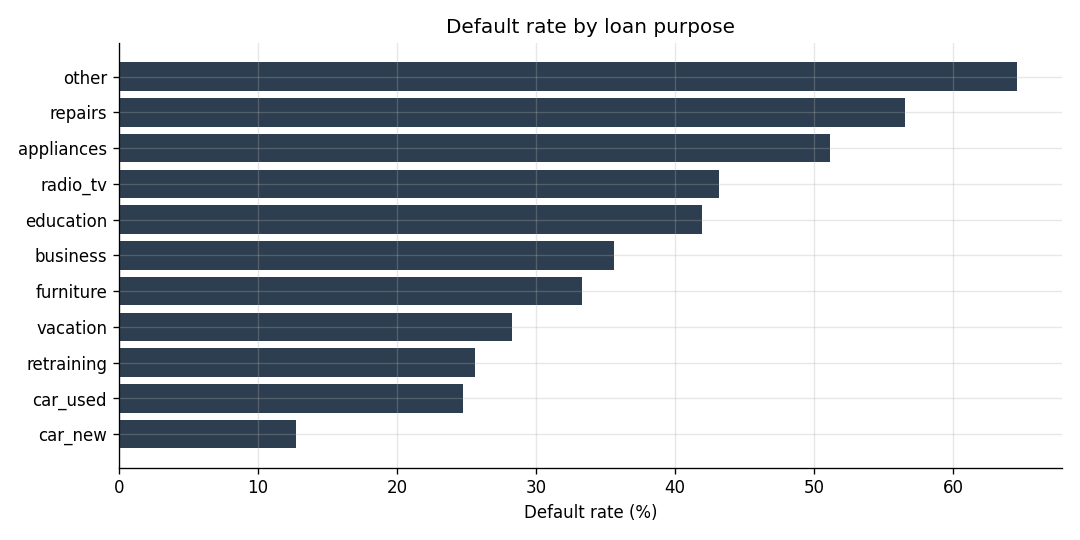 Default rate by loan purpose
other
repairs
appliances
radio_tv
education
business
furniture
vacation
retraining
car_used
car_new
0 10 20 30 40 50 60
Default rate (%)